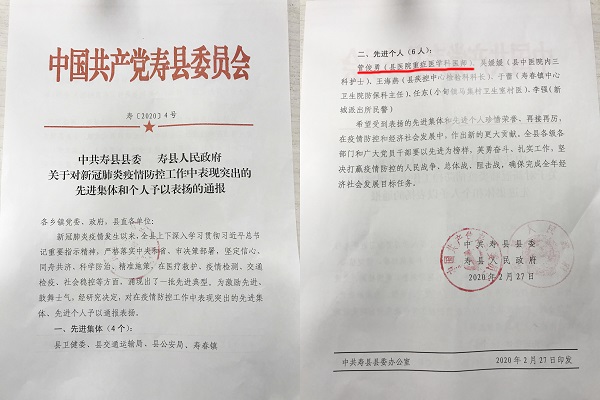 中国共产党寿县委员会
寿〔2020〕4号
中共寿县县委 寿县人民政府
关于对新冠肺炎疫情防控工作中表现突出的
先进集体和个人予以表扬的通报
各乡镇党委、政府，县直各单位：
新冠肺炎疫情发生以来，全县上下深入学习贯彻习近平总书
记重要指示精神，严格落实中央和省、市决策部署，坚定信心、
同舟共济、科学防治、精准施策，在医疗救护、疫情检测、交通
检疫、社会稳控等方面，涌现出了一批先进典型。为激励先进、
鼓舞士气，经研究决定，对在疫情防控工作中表现突出的先进集
体、先进个人予以通报表扬。
一、先进集体（4个）：
县卫健委、县交通运输局、县公安局、寿春镇
二、先进个人（6人）：
管俊勇（县医院重症医学科医师）、吴媛媛（县中医院内三
科护士）、王海燕（县疾控中心检验科科长）、于蕾（寿春镇中心
卫生院防保科主任）、任东（小甸镇马集村卫生室村医）、李强（新
城派出所民警）
希望受到表扬的先进集体和先进个人珍惜荣誉、再接再厉，
在疫情防控和经济社会发展中，作出新的更大贡献。全县各级各
部门和广大党员干部要以先进为榜样，英勇奋斗、扎实工作，坚
决打赢疫情防控的人民战争、总体战、阻击战，确保完成全年经
济社会发展目标任务。
中共寿县县委
寿县人民政府
2020年2月27日
中共寿县县委办公室 2020年2月27日印发